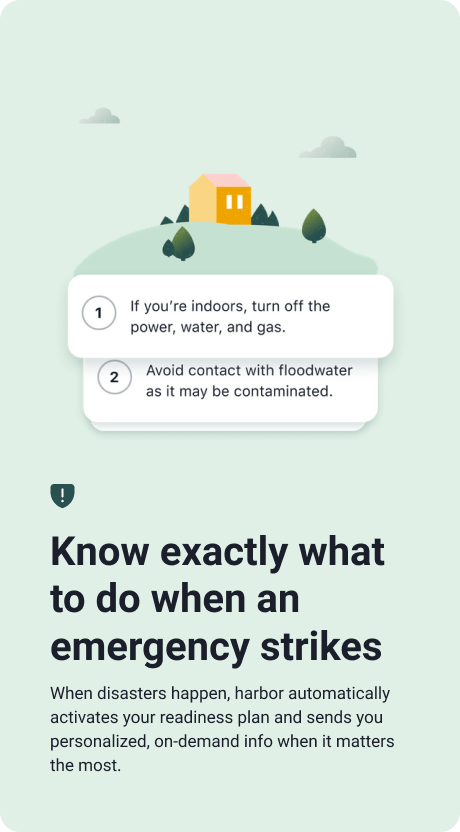 1
If you’re indoors, turn off the
power, water, and gas.
2
Avoid contact with floodwater
as it may be contaminated.
Know exactly what
to do when an
emergency strikes
When disasters happen, harbor automatically
activates your readiness plan and sends you
personalized, on-demand info when it matters
the most.